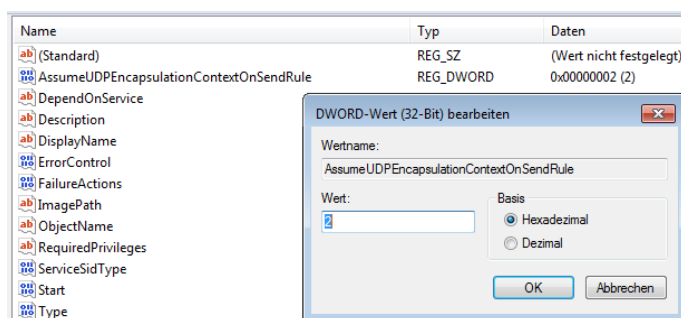 Name Typ Daten
(Standard) REG_SZ (Wert nicht festgelegt)
AssumeUDPEncapsulationContextOnSendRule REG_DWORD 0x00000002 (2)
DependOnService
Description
DisplayName
ErrorControl
FailureActions
ImagePath
ObjectName
RequiredPrivileges
ServiceSidType
Start
Type
DWORD-Wert (32-Bit) bearbeiten
Wertname:
AssumeUDPEncapsulationContextOnSendRule
Wert:
2
Basis
Hexadezimal
Dezimal
OK Abbrechen